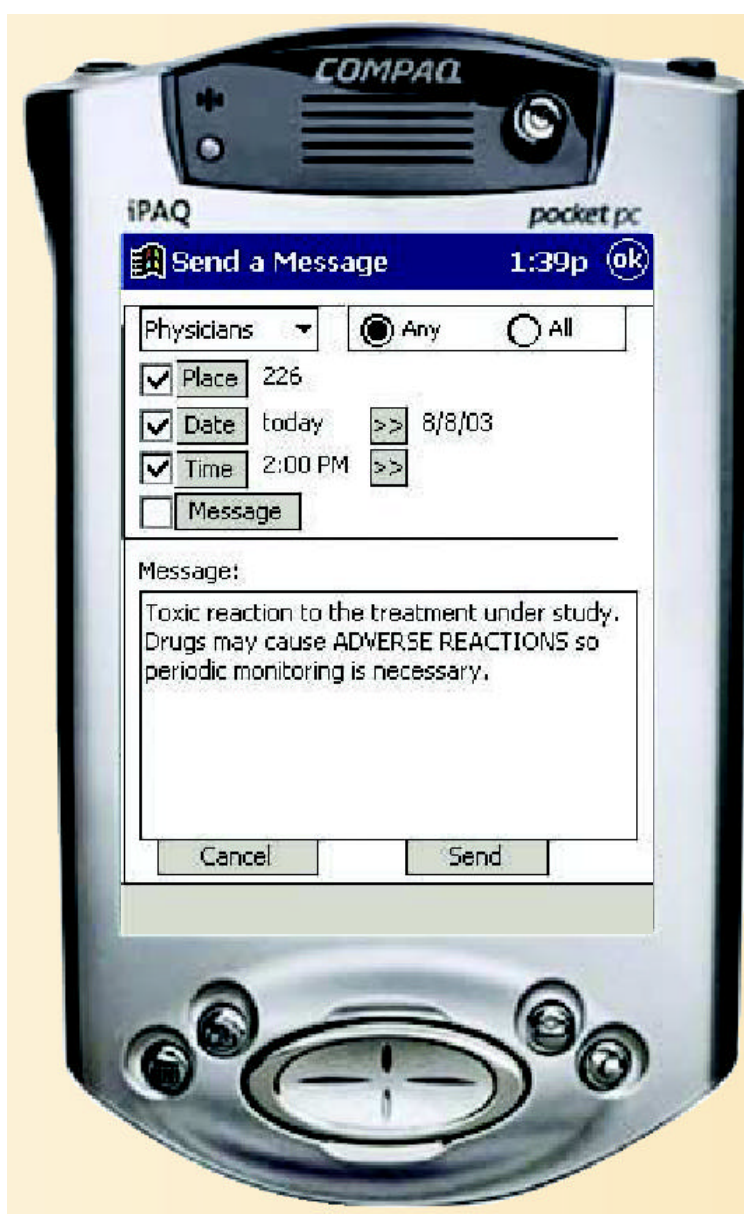 COMPAQ
iPAQ pocket pc
Send a Message 1:39p ok
Physicians Any All
Place 226
Date today >> 8/8/03
Time 2:00 PM >>
Message
Message:
Toxic reaction to the treatment under study.
Drugs may cause ADVERSE REACTIONS so
periodic monitoring is necessary.
Cancel Send